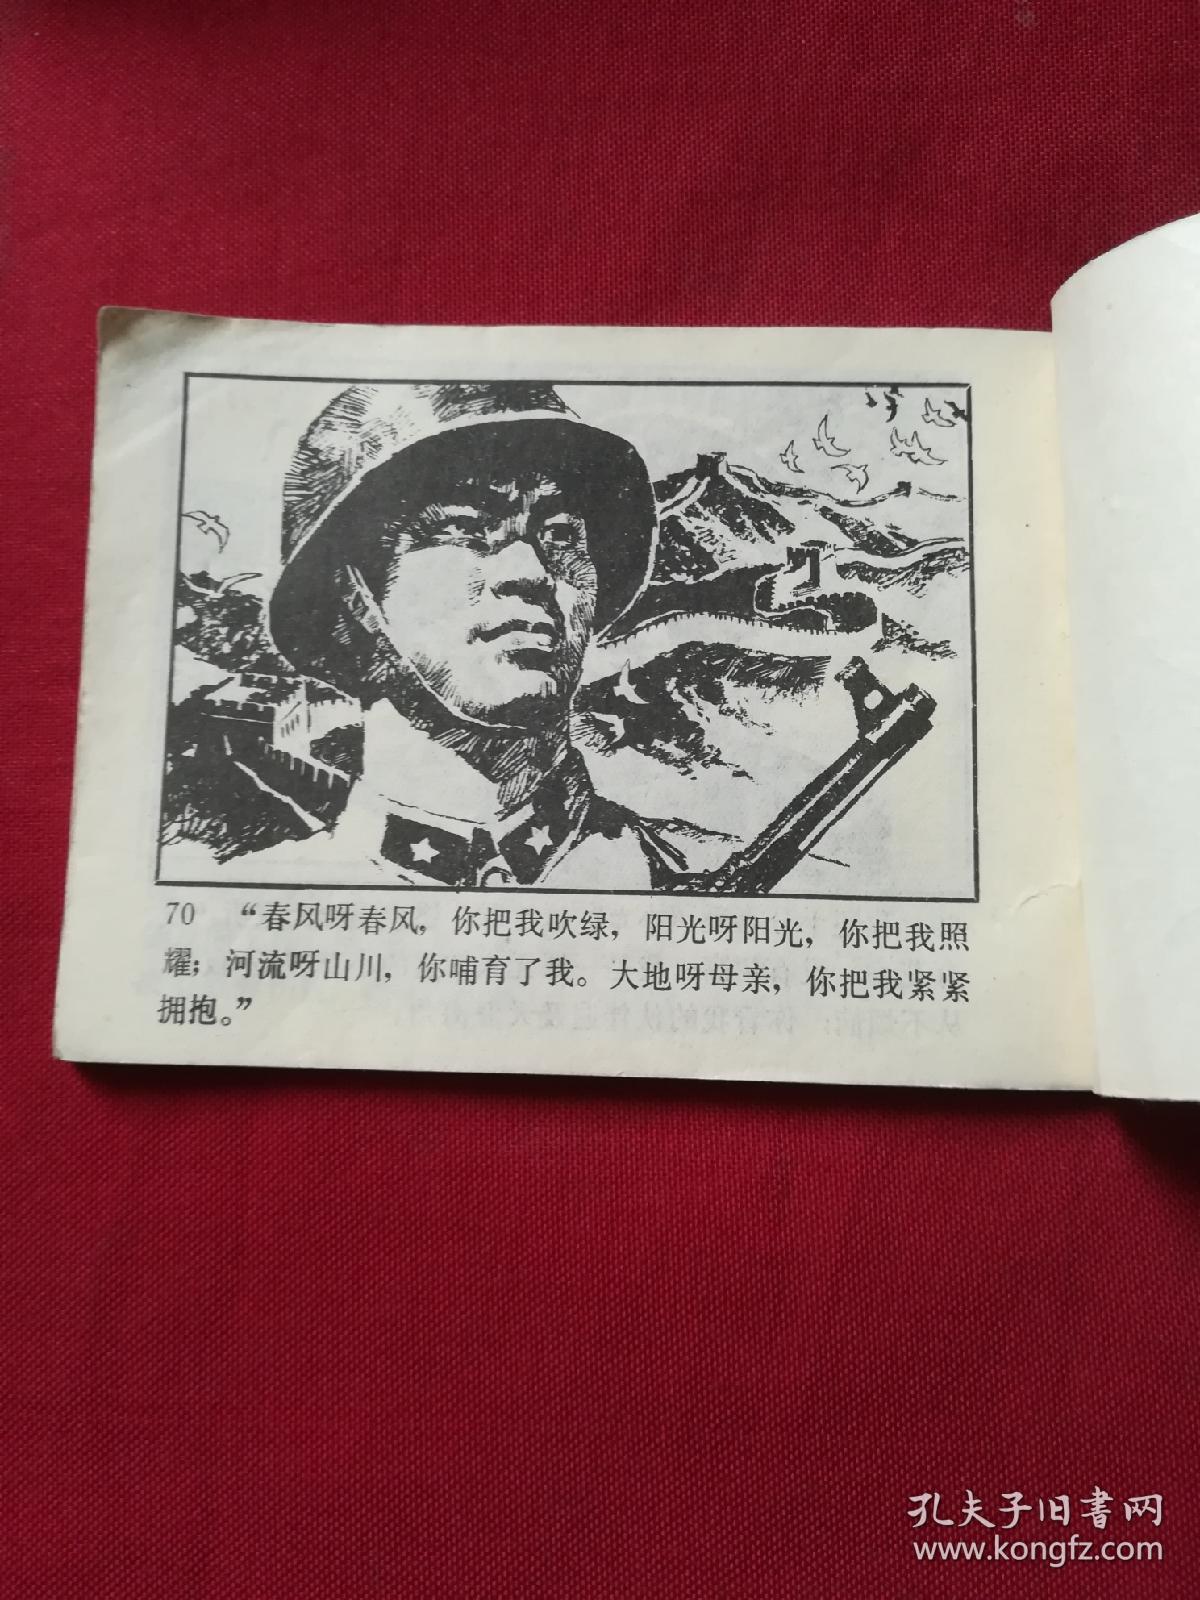 70 “春风呀春风，你把我吹绿，阳光呀阳光，你把我照
耀；河流呀山川，你哺育了我。大地呀母亲，你把我紧紧
拥抱。”
孔夫子旧书网
www.kongfz.com